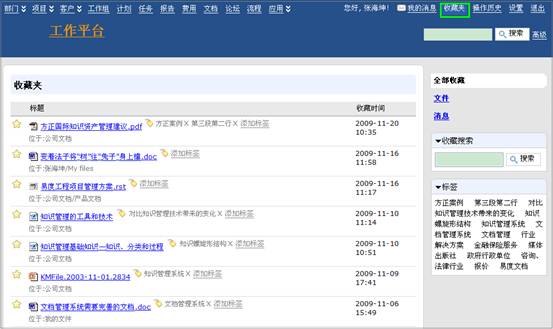 部门 项目 客户 工作组 计划 任务 报告 费用 文档 论坛 流程 应用
您好, 张海坤! 我的消息 收藏夹 操作历史 设置 退出
工作平台
搜索 高级
收藏夹
标题 收藏时间
方正国际知识资产管理建议.pdf 方正案例 X 第三段第二行 X 添加标签
2009-11-20
10:35
位于:公司文档
变着法子将"树"往"兔子"身上撞.doc 添加标签
2009-11-16
11:58
位于:张海坤/My files
易度工程项目管理方案.rst 添加标签
2009-11-16
11:17
位于:公司文档/产品文档
知识管理的工具和技术 对比知识管理技术带来的变化 X 添加标签
2009-11-10
11:14
位于:公司文档
知识管理基础知识—知识、分类和过程 知识螺旋形结构 X 添加标签
2009-11-10
10:51
位于:公司文档
KMFile.2003-11-01.2834 知识管理系统 X 添加标签
2009-11-09
17:41
位于:公司文档
文档管理系统需要完善的文档.doc 文档管理系统 X 添加标签
2009-11-06
15:49
位于:我的文件
全部收藏
文件
消息
收藏搜索
搜索
标签
方正案例 第三段第二行 对比
知识管理技术带来的变化 知识
螺旋形结构 知识管理系统 文
档管理系统 文档管理 行业
解决方案 金融保险服务 媒体
出版社 政府行政单位 咨询、
法律行业 报价 易度文档